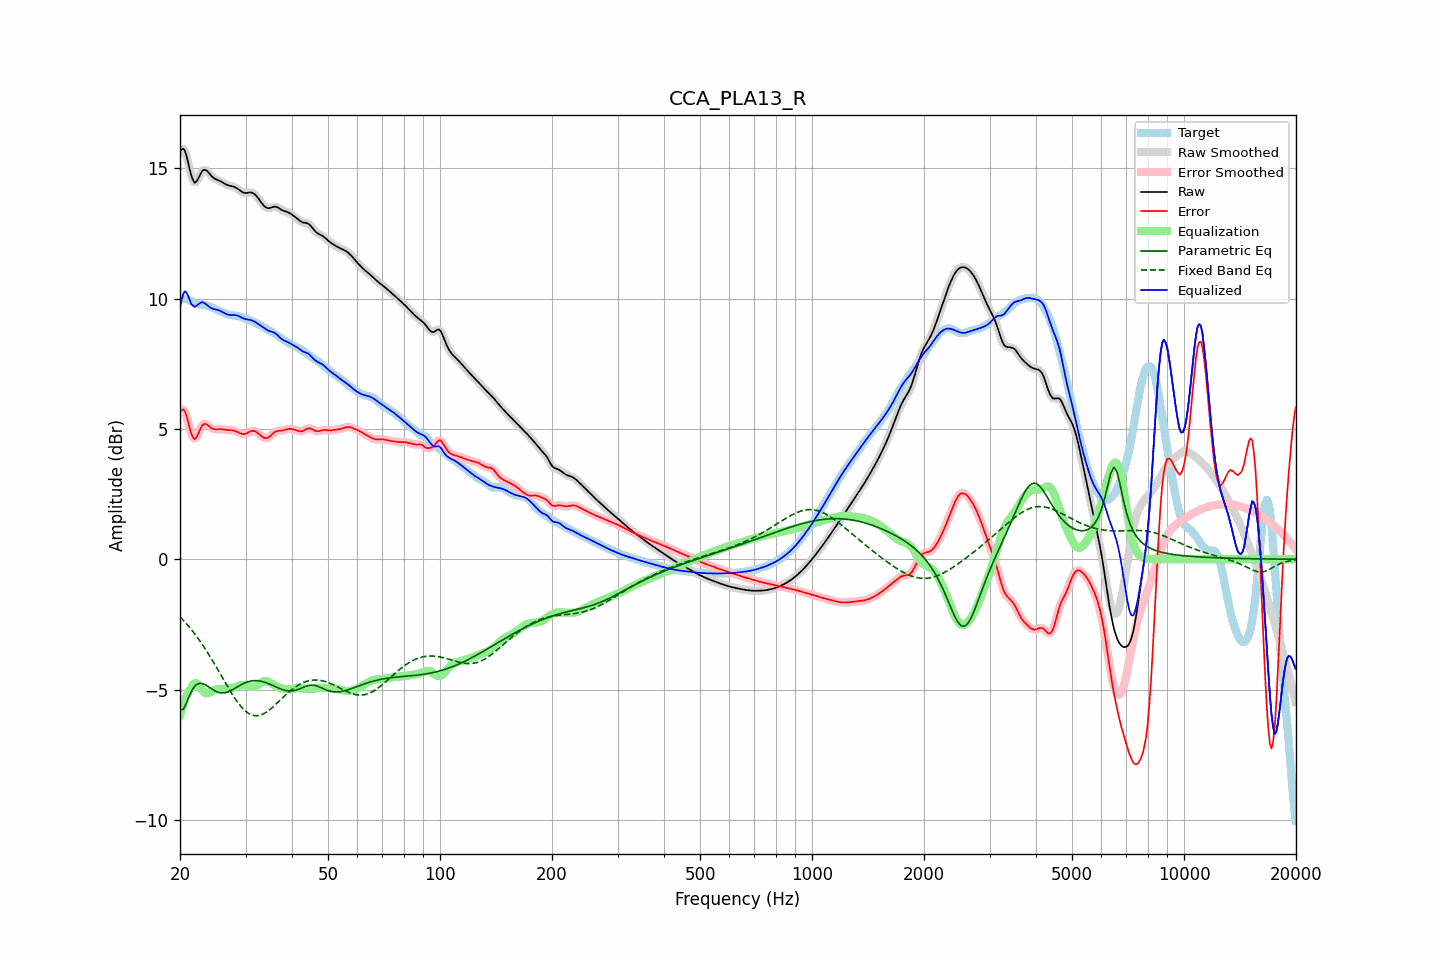 CCA_PLA13_R
Amplitude (dBr)
15
10
5
0
−5
−10
Target
Raw Smoothed
Error Smoothed
Raw
Error
Equalization
Parametric Eq
Fixed Band Eq
Equalized
20 50 100 200 500 1000 2000 5000 10000 20000
Frequency (Hz)